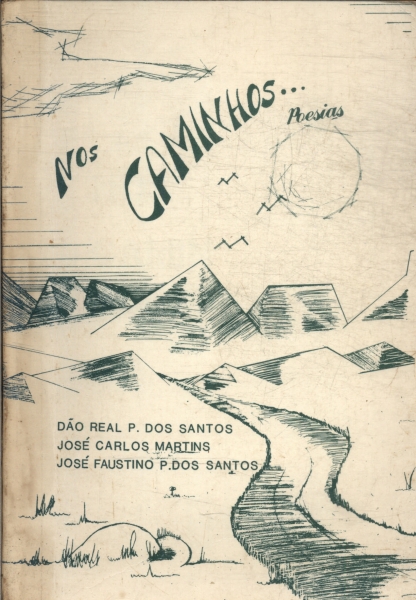 NOS CAMINHOS...
Poesias
DÃO REAL P. DOS SANTOS
JOSÉ CARLOS MARTINS
JOSÉ FAUSTINO P. DOS SANTOS